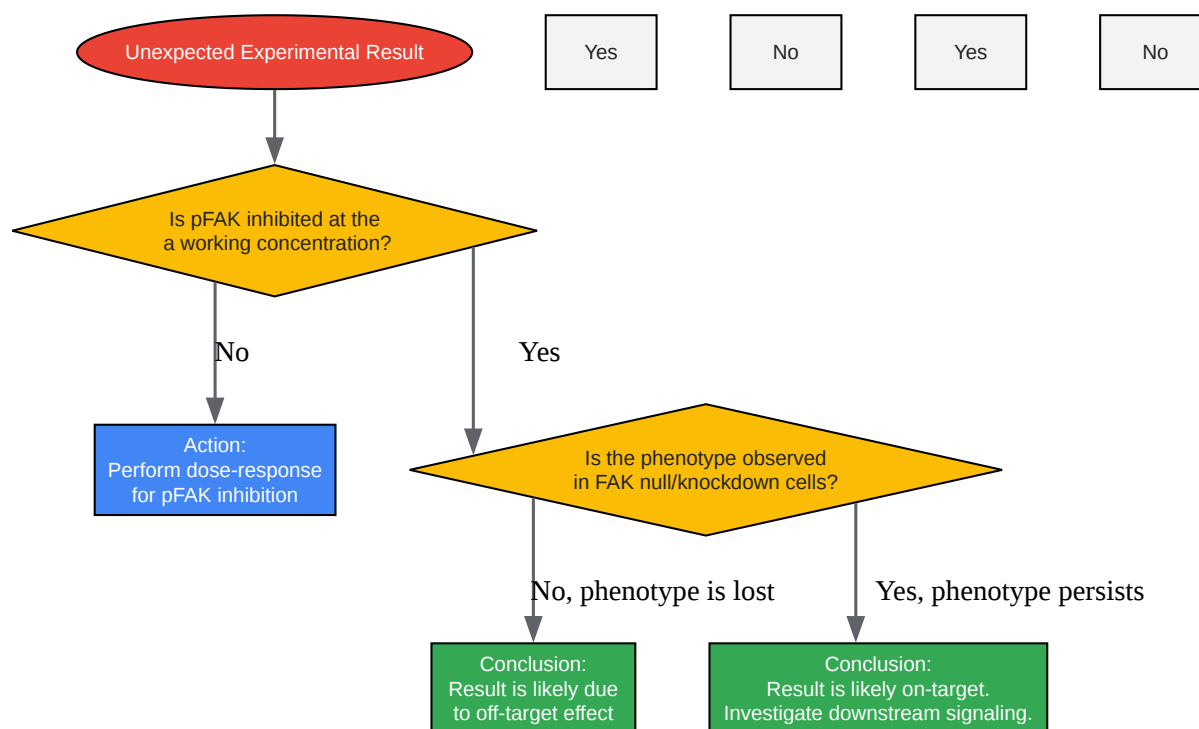 Unexpected Experimental Result
Yes
No
Yes
No
Is pFAK inhibited at the
a working concentration?
No
Yes
Action:
Perform dose-response
for pFAK inhibition
Is the phenotype observed
in FAK null/knockdown cells?
No, phenotype is lost
Yes, phenotype persists
Conclusion:
Result is likely due
to off-target effect
Conclusion:
Result is likely on-target.
Investigate downstream signaling.